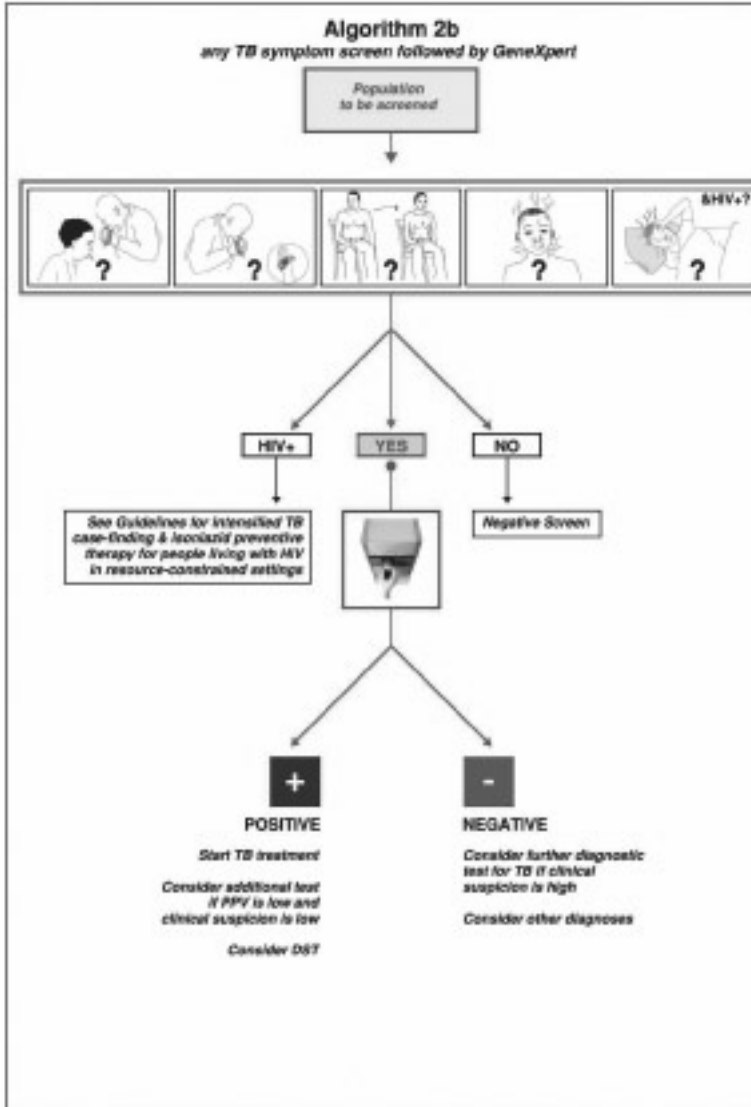 Algorithm 2b
any TB symptom screen followed by GeneXpert
Population
to be screened
?
?
?
?
&HIV+?
?
HIV+
YES
NO
See Guidelines for Intensified TB
case-finding & isoniazid preventive
therapy for people living with HIV
in resource-constrained settings
Negative Screen
+
POSITIVE
Start TB treatment
Consider additional test
if PPV is low and
clinical suspicion is low
Consider DST
-
NEGATIVE
Consider further diagnostic
test for TB if clinical
suspicion is high
Consider other diagnoses